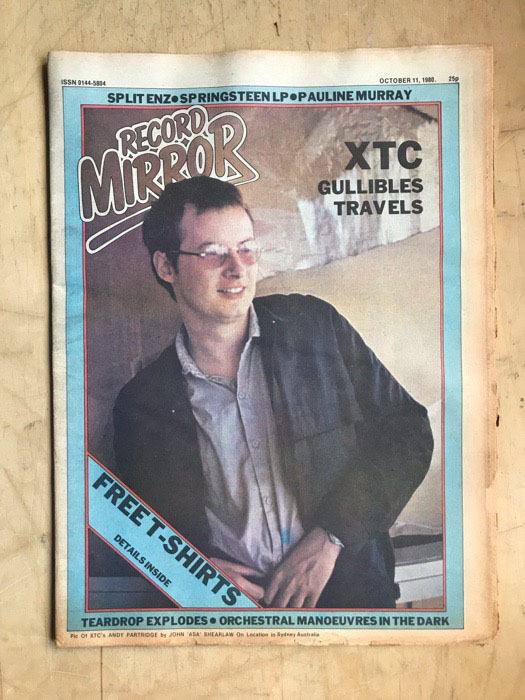 ISSN 0144-5804
OCTOBER 11, 1980. 25p
SPLIT ENZ●SPRINGSTEEN LP●PAULINE MURRAY
RECORD
MIRROR
XTC
GULLIBLES
TRAVELS
FREE T-SHIRTS
DETAILS INSIDE
TEARDROP EXPLODES● ORCHESTRAL MANOEUVRES IN THE DARK
Pic Of XTC's ANDY PARTRIDGE by JOHN 'ASA' SHEARLAW On Location in Sydney Australia